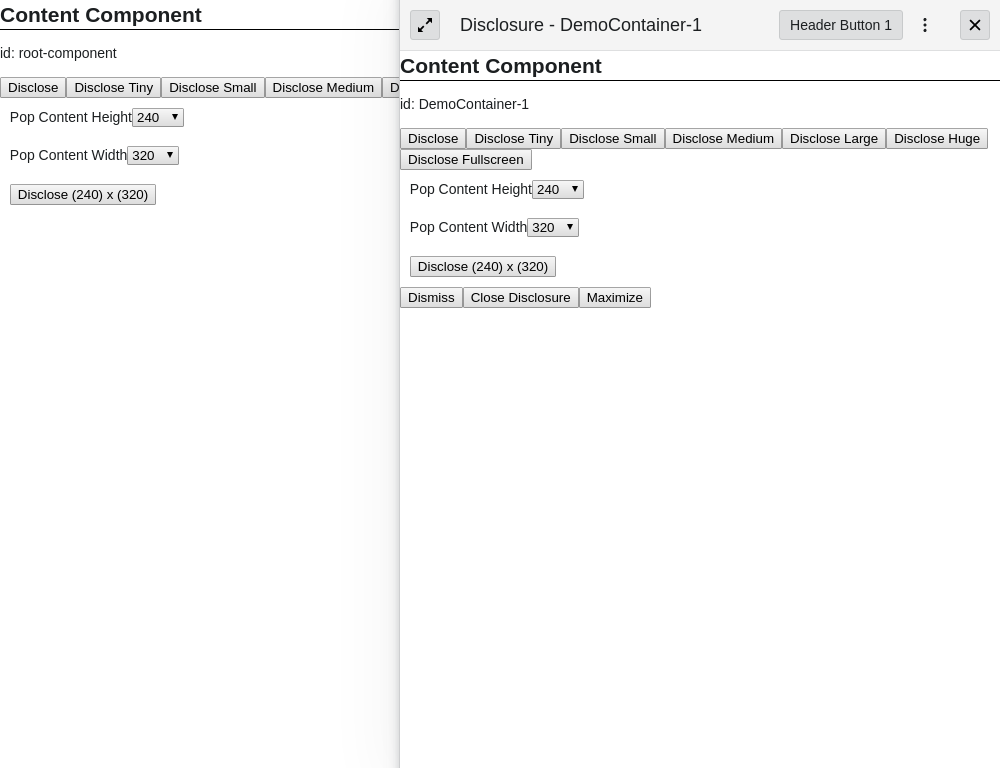 Content Component
id: root-component
Disclose Disclose Tiny Disclose Small Disclose Medium D
Pop Content Height 240
Pop Content Width 320
Disclose (240) x (320)
Disclosure - DemoContainer-1 Header Button 1
Content Component
id: DemoContainer-1
Disclose Disclose Tiny Disclose Small Disclose Medium Disclose Large Disclose Huge
Disclose Fullscreen
Pop Content Height 240
Pop Content Width 320
Disclose (240) x (320)
Dismiss Close Disclosure Maximize